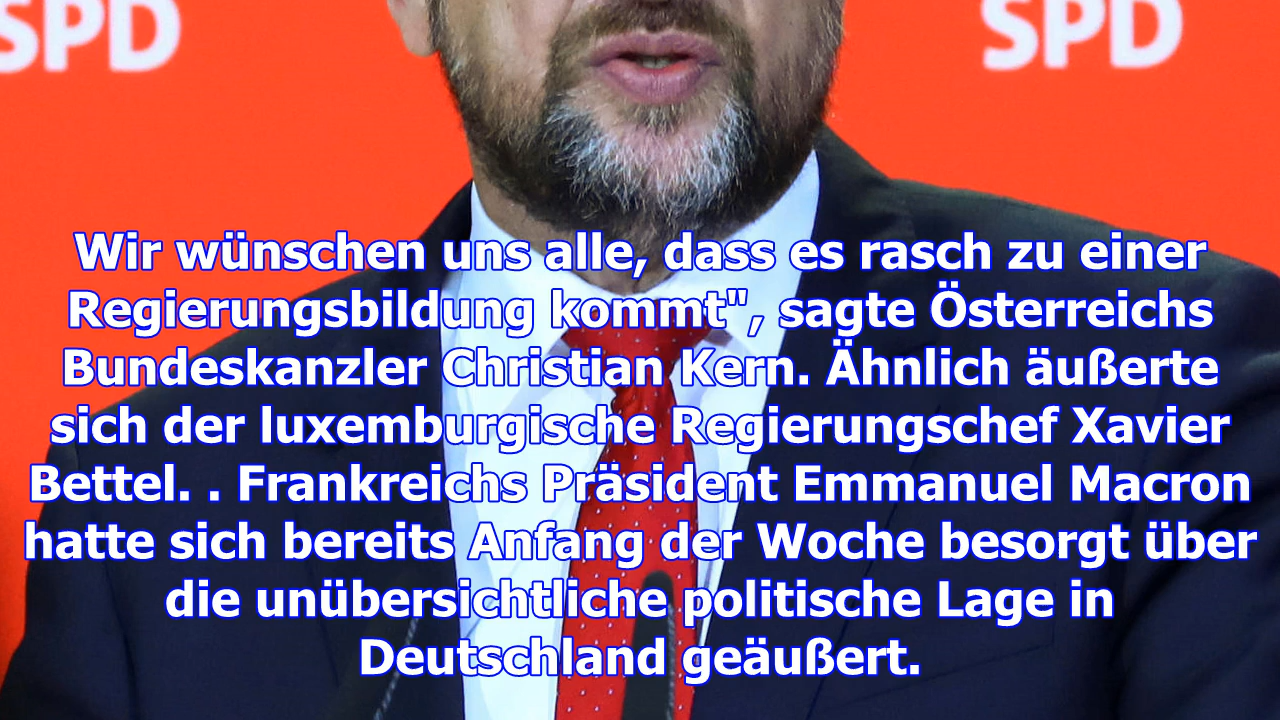 SPD
SPD
Wir wünschen uns alle, dass es rasch zu einer
Regierungsbildung kommt", sagte Österreichs
Bundeskanzler Christian Kern. Ähnlich äußerte
sich der luxemburgische Regierungschef Xavier
Bettel. . Frankreichs Präsident Emmanuel Macron
hatte sich bereits Anfang der Woche besorgt über
die unübersichtliche politische Lage in
Deutschland geäußert.